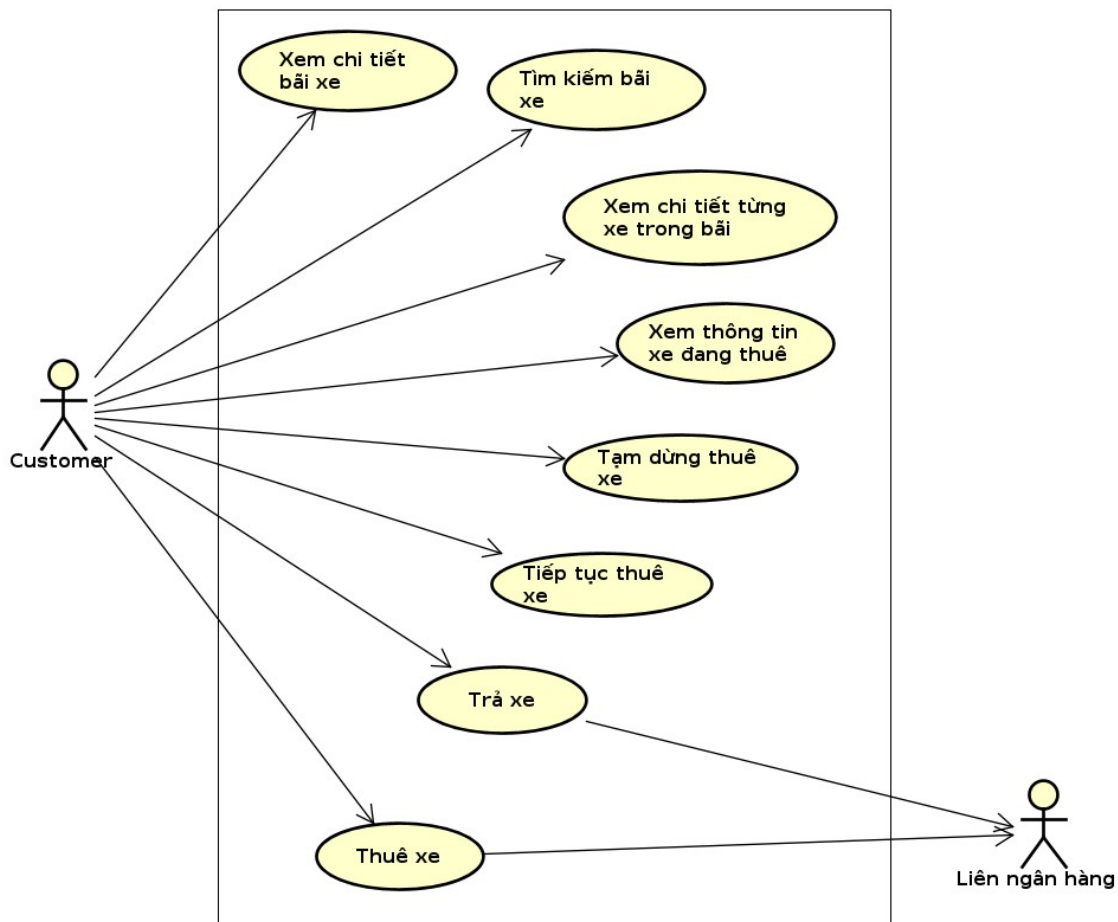 Xem chi tiết
bãi xe
Tìm kiếm bãi
xe
Xem chi tiết từng
xe trong bãi
Xem thông tin
xe đang thuê
Customer
Tạm dừng thuê
xe
Tiếp tục thuê
xe
Trả xe
Thuê xe
Liên ngân hàng